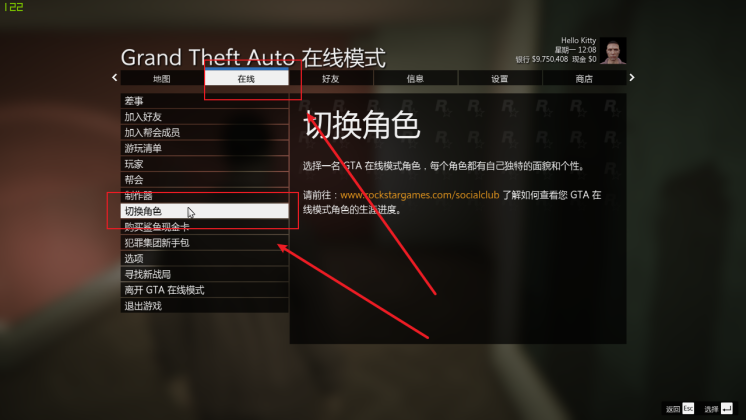 122
Hello Kitty
星期一 12:08
银行 $9,750,408 现金 $0
Grand Theft Auto 在线模式
地图 在线 好友 信息 设置 商店
差事
加入好友
加入帮会成员
游玩清单
玩家
帮会
制作器
切换角色
购买鲨鱼现金卡
犯罪集团新手包
选项
寻找新战局
离开 GTA 在线模式
退出游戏
切换角色
选择一名 GTA 在线模式角色，每个角色都有自己独特的面貌和个性。
请前往：www.rockstargames.com/socialclub 了解如何查看您 GTA 在
线模式角色的生涯进度。
返回 Esc 选择